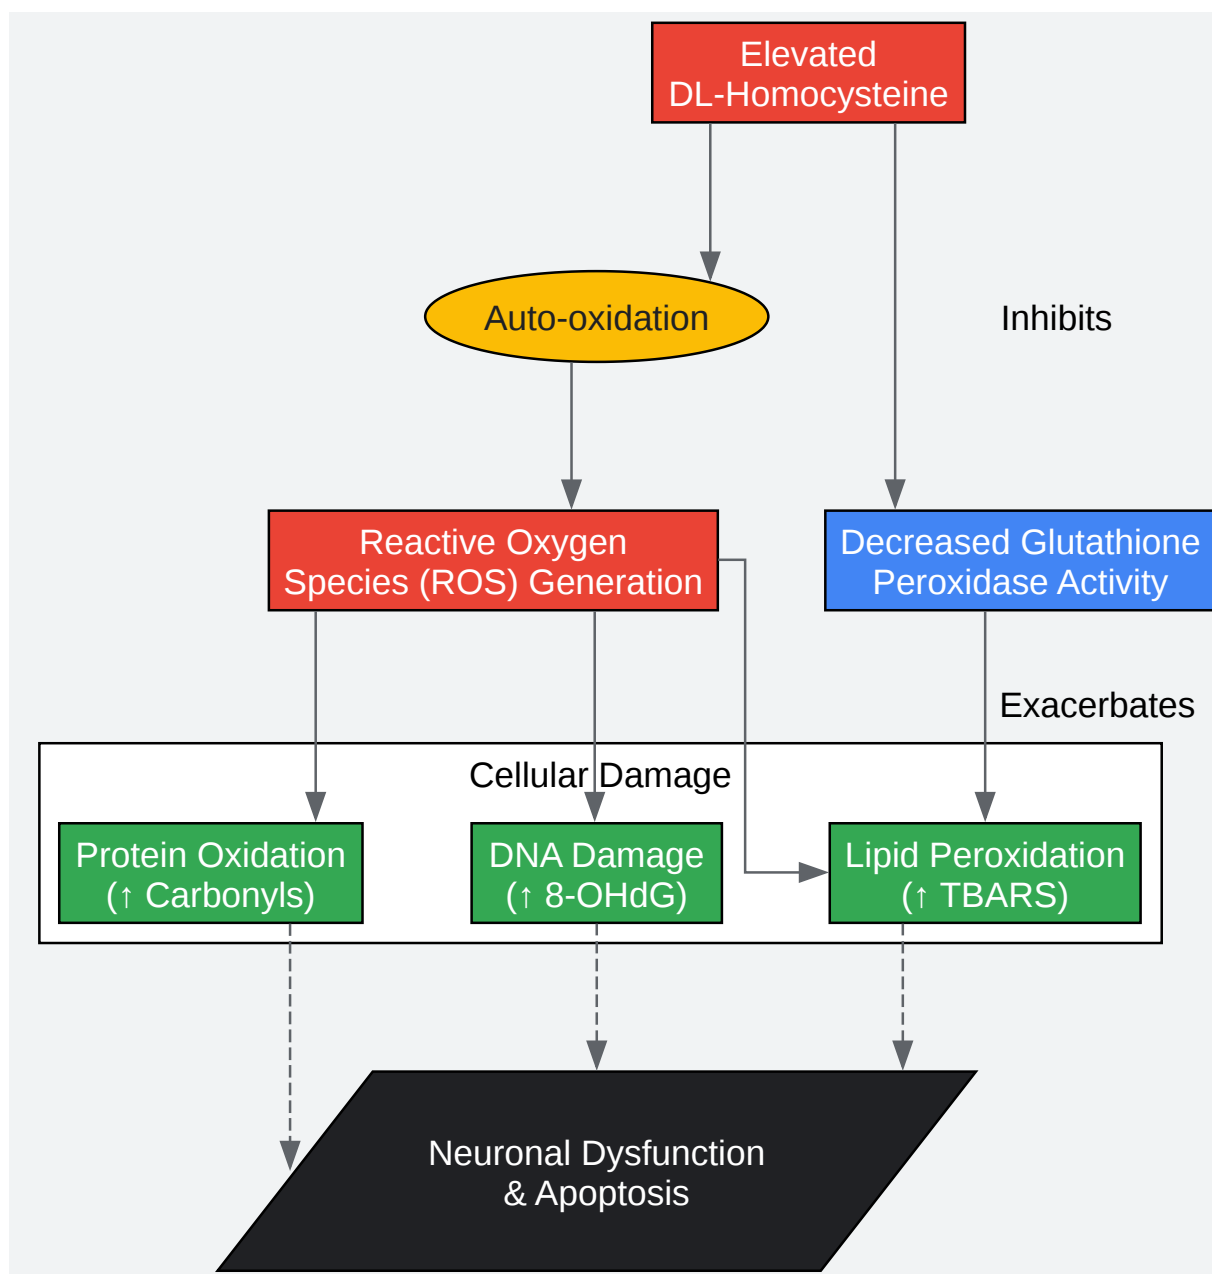 Elevated
DL-Homocysteine
Auto-oxidation
Inhibits
Reactive Oxygen
Species (ROS) Generation
Decreased Glutathione
Peroxidase Activity
Exacerbates
Cellular Damage
Protein Oxidation
(↑ Carbonyls)
DNA Damage
(↑ 8-OHdG)
Lipid Peroxidation
(↑ TBARS)
Neuronal Dysfunction
& Apoptosis